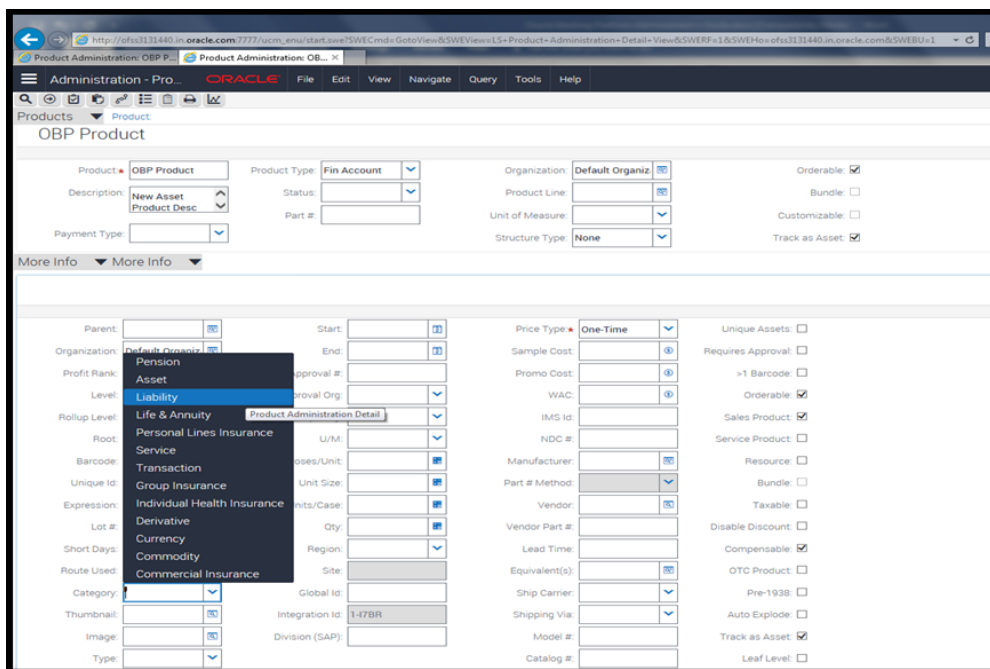 http://ofss3131440.in.oracle.com:7777/ucm_enu/start.swe?SWECmd=GotoView&SWEView=LS+Product+Administration+Detail+View&SWERF=1&SWEHo=ofss3131440.in.oracle.com&SWEBU=1
Product Administration: OBP P... Product Administration: OB...
Administration - Pro... ORACLE File Edit View Navigate Query Tools Help
Products Product:
OBP Product
Product: OBP Product Product Type: Fin Account Organization: Default Organiz Orderable:
Description: New Asset Product Desc Status: Product Line: Bundle:
Part #: Unit of Measure: Customizable:
Payment Type: Structure Type: None Track as Asset:
More Info More Info
Parent: Start: Price Type: One-Time Unique Assets:
Organization: Default Organiz End: Sample Cost: Requires Approval:
Pension
Profit Rank: Asset pproval #: Promo Cost: >1 Barcode:
Level: Liability proval Org: WAC: Orderable:
Rollup Level: Life & Annuity Product Administration Detail IMS Id: Sales Product:
Root: Personal Lines Insurance U/M: NDC #: Service Product:
Service
Barcode: Transaction oses/Unit: Manufacturer: Resource:
Unique Id: Group Insurance Unit Size: Part # Method: Bundle:
Expression: Individual Health Insurance nits/Case: Vendor: Taxable:
Lot #: Derivative Qty: Vendor Part #: Disable Discount:
Currency
Short Days: Commodity Region: Lead Time: Compensable:
Route Used: Commercial Insurance Site: Equivalent(s): OTC Product:
Category: Global Id: Ship Carrier: Pre-1938:
Thumbnail: Integration Id: 1-I7BR Shipping Via: Auto Explode:
Image: Division (SAP): Model #: Track as Asset:
Type: Catalog #: Leaf Level: